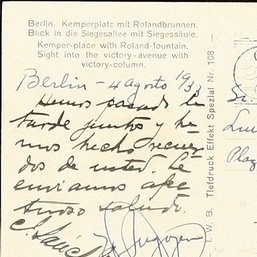 Berlin. Kemperplatz mit Rolandbrunnen.
Blick in die Siegesallee mit Siegessäule.
Kemper-place with Roland-fountain.
Sight into the victory-avenue with
victory-column.
Berlin - 4 agosto 1933
Hemos pasado la
tarde juntos y he-
mos hecho recuer-
dos de usted. Le
enviamos afec
tuoso saludo.
I. W. B. Tiefdruck Effekt Spezial Nr. 108 —